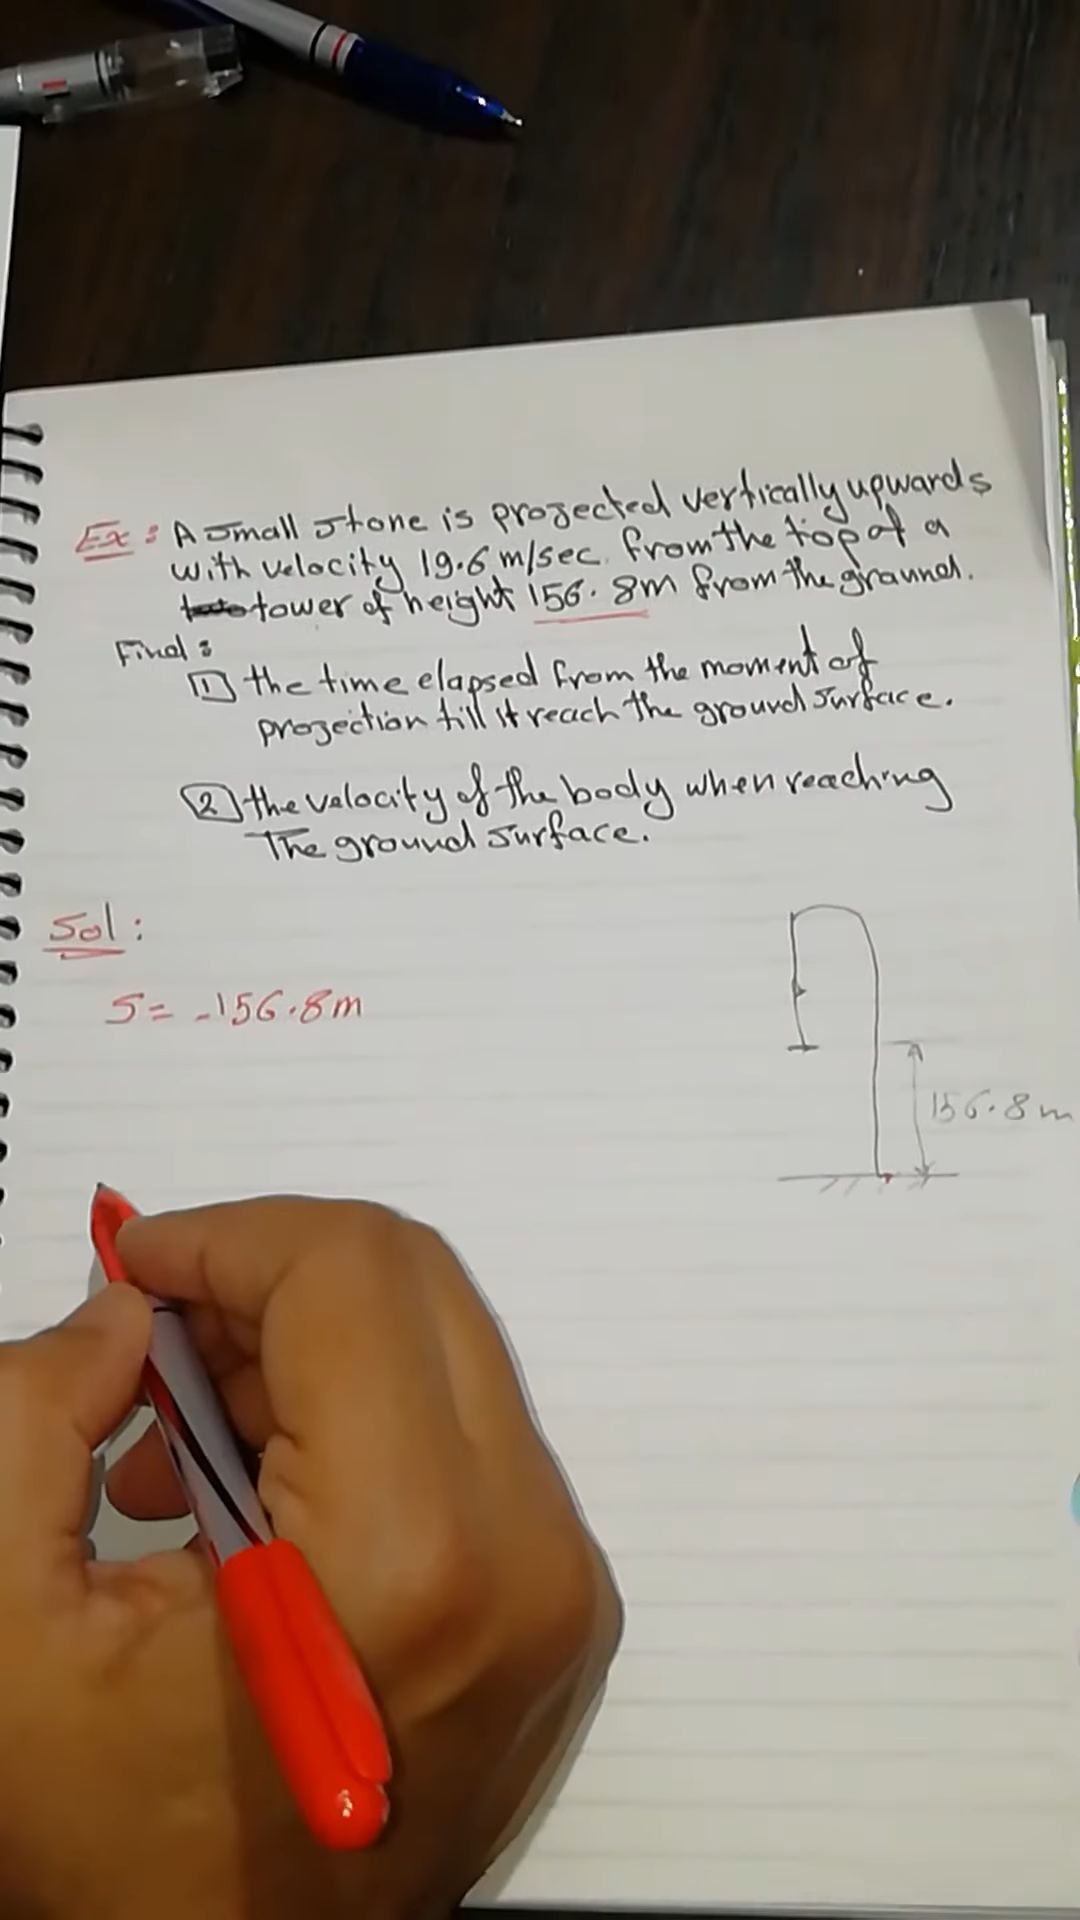 Ex: A small stone is projected vertically upwards
with velocity 19.6 m/sec. from the top of a
tower of height 156.8m from the graund.
Find:
1 the time elapsed from the moment of
projection till it reach the ground surface.
2 the velocity of the body when reaching
The ground surface.
Sol:
S= -156.8m
156.8m